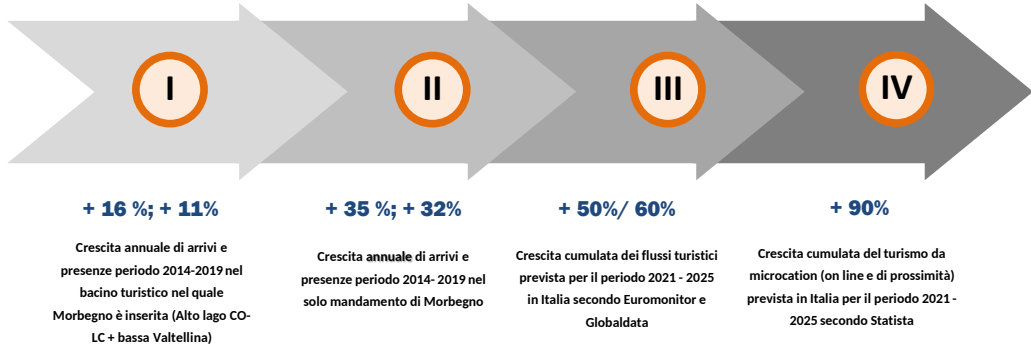 I
II
III
IV
+ 16 %; + 11%
Crescita annuale di arrivi e
presenze periodo 2014-2019 nel
bacino turistico nel quale
Morbegno è inserita (Alto lago CO-
LC + bassa Valtellina)
+ 35 %; + 32%
Crescita annuale di arrivi e
presenze periodo 2014- 2019 nel
solo mandamento di Morbegno
+ 50%/ 60%
Crescita cumulata dei flussi turistici
prevista per il periodo 2021 - 2025
in Italia secondo Euromonitor e
Globaldata
+ 90%
Crescita cumulata del turismo da
microcation (on line e di prossimità)
prevista in Italia per il periodo 2021 -
2025 secondo Statista